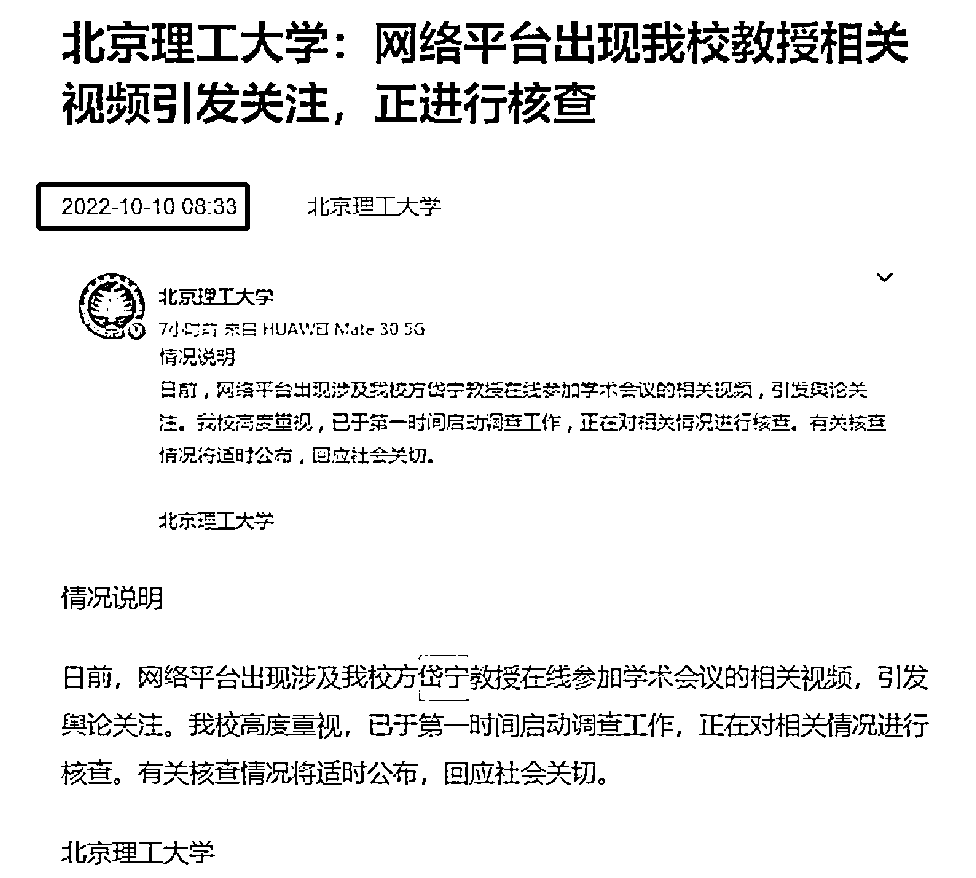 北京理工大学：网络平台出现我校教授相关
视频引发关注，正进行核查
2022-10-10 08:33 北京理工大学
北京理工大学
7小时前 来自 HUAWEI Mate 30 5G
情况说明
日前，网络平台出现涉及我校方岱宁教授在线参加学术会议的相关视频，引发舆论关
注。我校高度重视，已于第一时间启动调查工作，正在对相关情况进行核查。有关核查
情况将适时公布，回应社会关切。
北京理工大学
情况说明
日前，网络平台出现涉及我校方岱宁教授在线参加学术会议的相关视频，引发
舆论关注。我校高度重视，已于第一时间启动调查工作，正在对相关情况进行
核查。有关核查情况将适时公布，回应社会关切。
北京理工大学